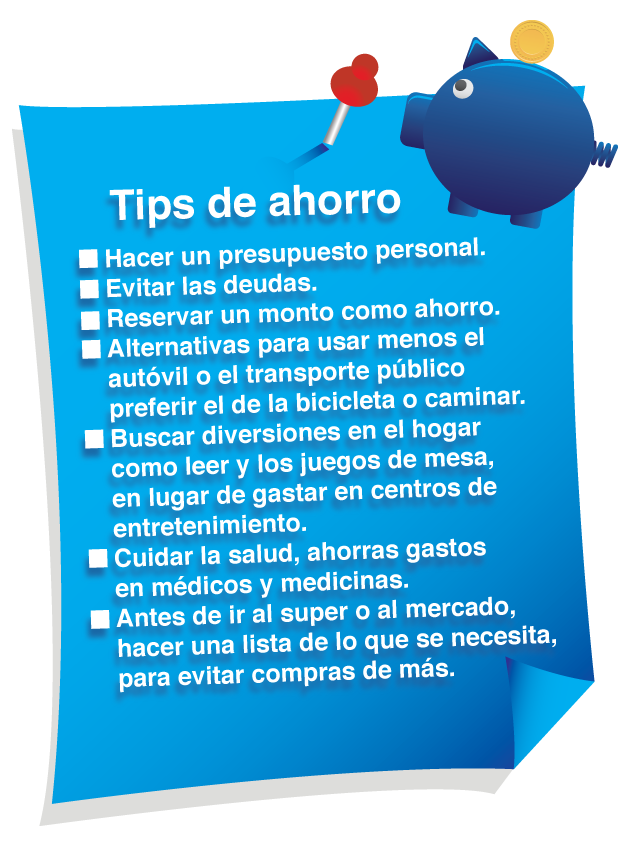 Tips de ahorro
Hacer un presupuesto personal.
Evitar las deudas.
Reservar un monto como ahorro.
Alternativas para usar menos el
autóvil o el transporte público
preferir el de la bicicleta o caminar.
Buscar diversiones en el hogar
como leer y los juegos de mesa,
en lugar de gastar en centros de
entretenimiento.
Cuidar la salud, ahorras gastos
en médicos y medicinas.
Antes de ir al super o al mercado,
hacer una lista de lo que se necesita,
para evitar compras de más.